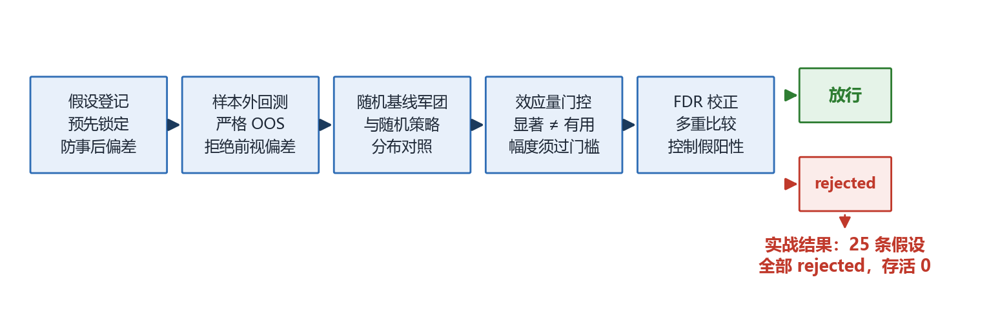 假设登记
预先锁定
防事后偏差
样本外回测
严格 OOS
拒绝前视偏差
随机基线军团
与随机策略
分布对照
效应量门控
显著 ≠ 有用
幅度须过门槛
FDR 校正
多重比较
控制假阳性
放行
rejected
实战结果：25 条假设
全部 rejected，存活 0